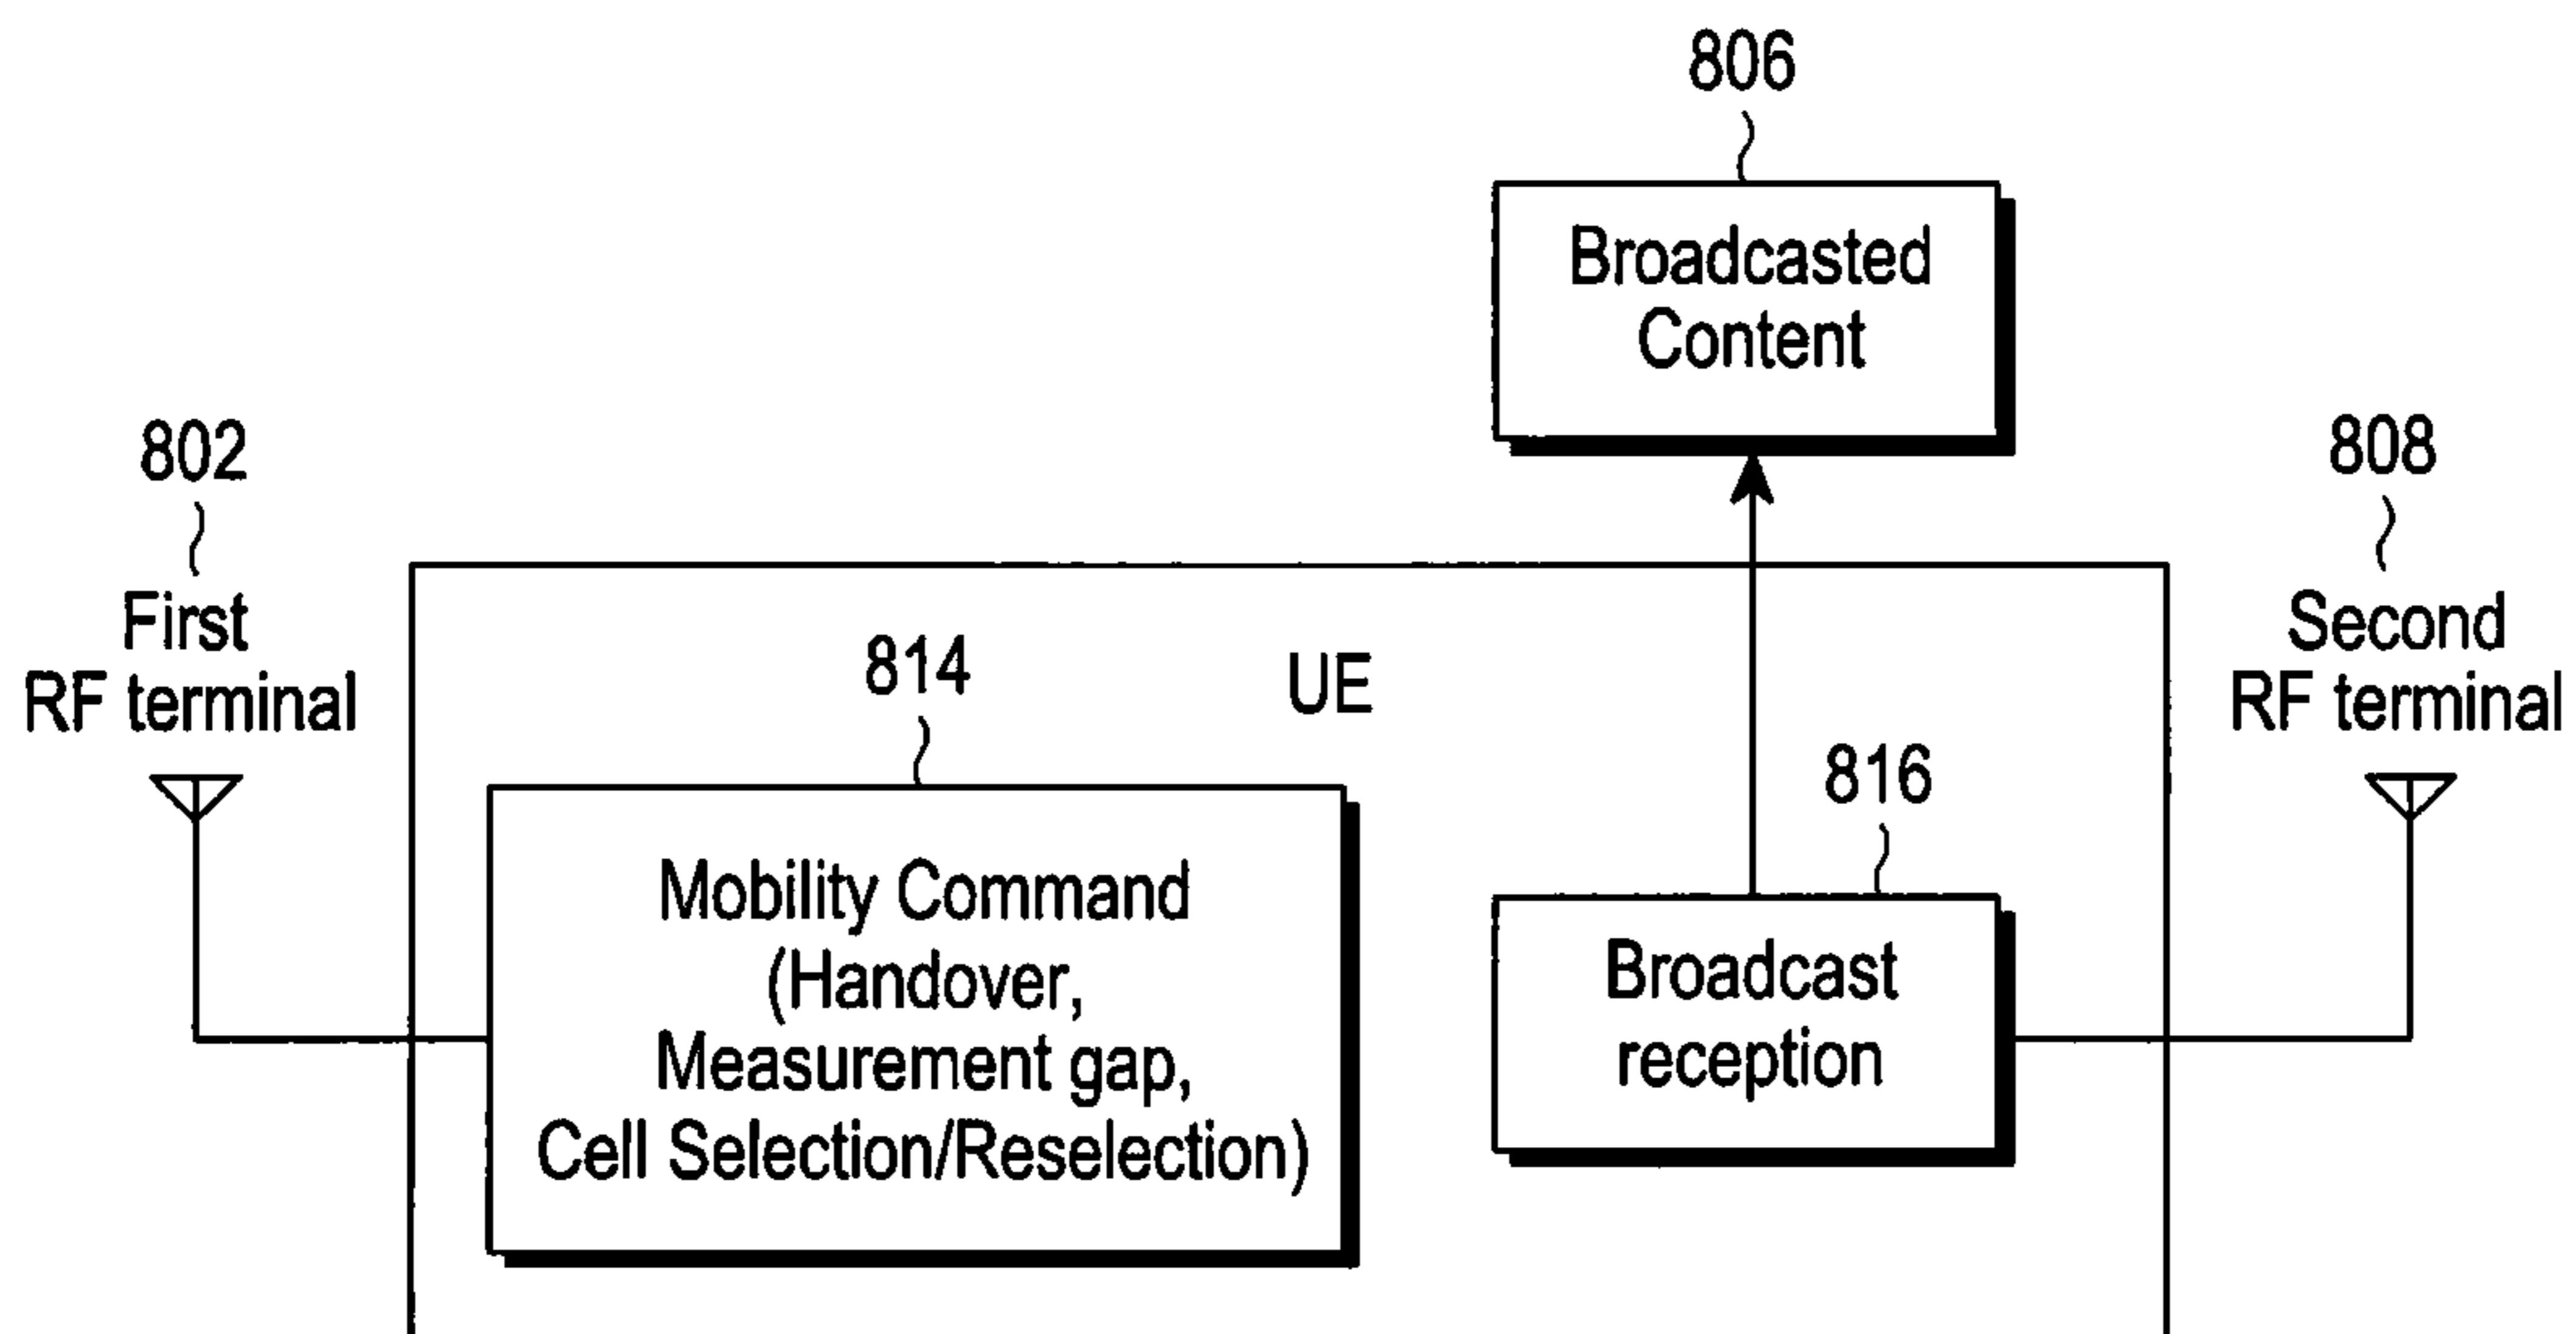 806
Broadcasted
Content
802
First
RF terminal
808
Second
RF terminal
UE
814
Mobility Command
(Handover,
Measurement gap,
Cell Selection/Reselection)
816
Broadcast
reception